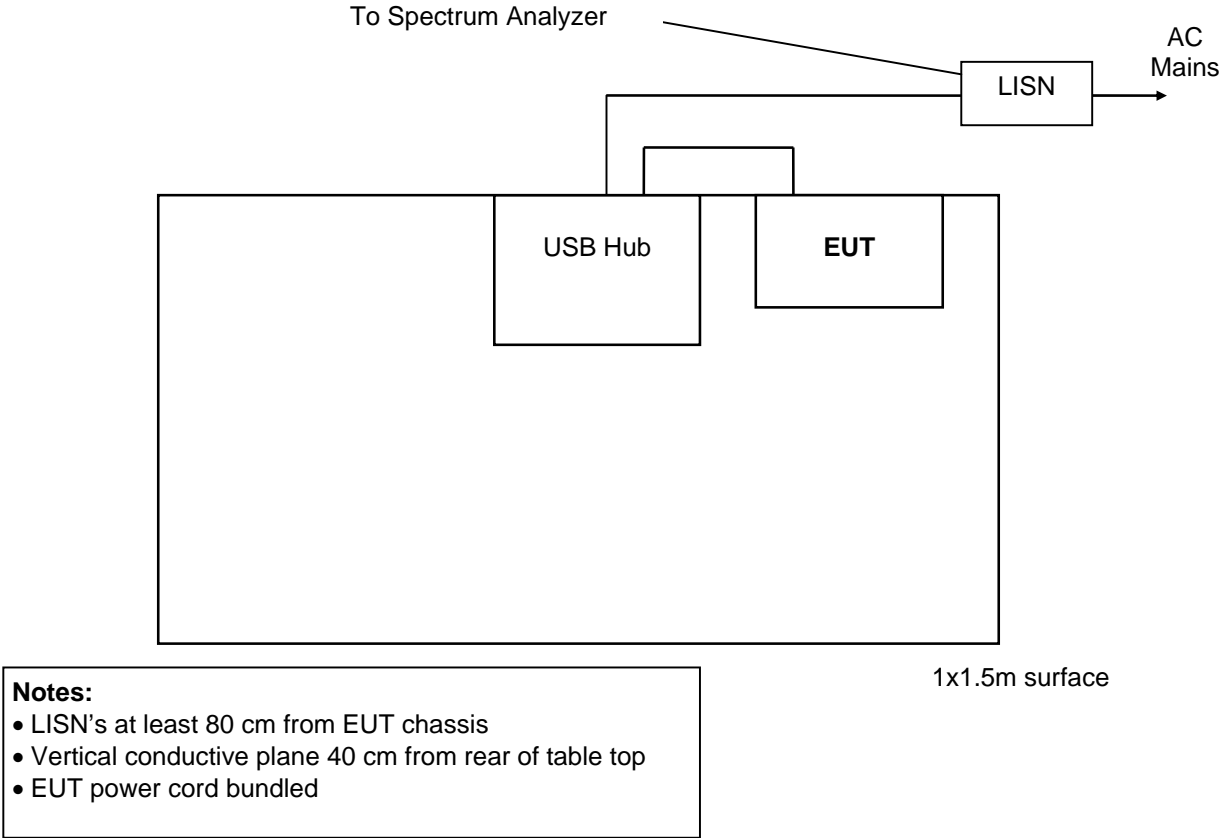 To Spectrum Analyzer
AC
Mains
LISN
USB Hub
EUT
1x1.5m surface
Notes:
• LISN’s at least 80 cm from EUT chassis
• Vertical conductive plane 40 cm from rear of table top
• EUT power cord bundled